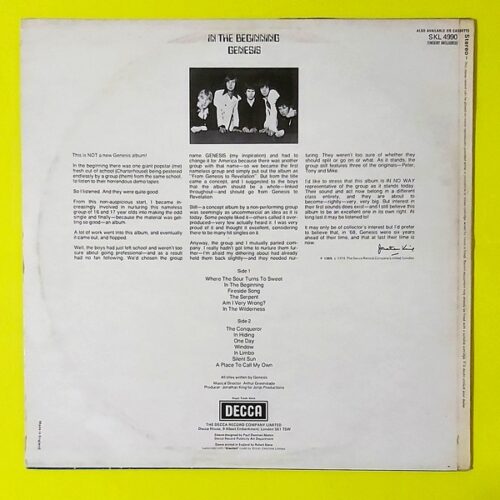 IN THE BEGINNING
GENESIS
ALSO AVAILABLE ON CASSETTE
SKL 4990
(INSERT INCLUDED)
Stereo
This is NOT a new Genesis album!
In the beginning there was one giant popular (me)
fresh out of school (Charterhouse) being pestered
endlessly by a group (them) from the same school,
to listen to their nervous demo tapes
So I listened. And they were quite good.
From this non-auspicious start, I became in-
creasingly involved in nurturing this nameless
group of 16 and 17 year olds into making the odd
single and finally—because the material was get-
ting so good—an album.
A lot of work went into this album, and eventually
it came out, and flopped.
Well, the boys had just left school and weren't too
sure about going professional—and as a result
had no fan following. We'd chosen the group
name GENESIS (my inspiration) and had to
change it for America because there was another
group with that name—so we became the first
nameless group and simply put out the album as
"From Genesis to Revelation". But from the title
came a concept, and I suggested to the boys
that the album should be a whole—linked
throughout—and should go from Genesis to
Revelation
Still—a concept album by a non-performing group
was seemingly as uncommercial an idea as it is
today. Some people liked it—others called it over-
produced—few actually heard it. I was very
proud of it and thought it excellent, considering
there to be many hit singles on it
Anyway, the group and I mutually parted com-
pany. I really hadn't got time to nurture them fur-
ther—I'm afraid my dithering about had already
hurt them back slightly—and they needed nur-
turing. They weren't too sure of whether they
should split or go on or what. As it stands, the
group still features three of the originals—Peter,
Tony and Mike.
I'd like to stress that this album is IN NO WAY
representative of the group as it stands today.
Their sound and act now belong in a different
class entirely, and they are about to
become—rightly—very, very big. But interest in
their first sounds does exist—and I still believe this
album to be an excellent one in its own right. At
long last it may be listened to!
It may only be of collector's interest but I'd prefer
to believe that, in '68, Genesis were six years
ahead of their time, and that at last their time is
now.
Jonathan King
Side 1
Where The Sour Turns To Sweet
In The Beginning
Fireside Song
The Serpent
Am I Very Wrong?
In The Wilderness
Side 2
The Conqueror
In Hiding
One Day
Window
In Limbo
Silent Sun
A Place To Call My Own
All titles written by Genesis
Musical Director: Arthur Greenslade
Producer: Jonathan King for Jonjo Productions
DECCA
THE DECCA RECORD COMPANY LIMITED
Decca House, 9 Albert Embankment, London SE1 7SW
Made in England